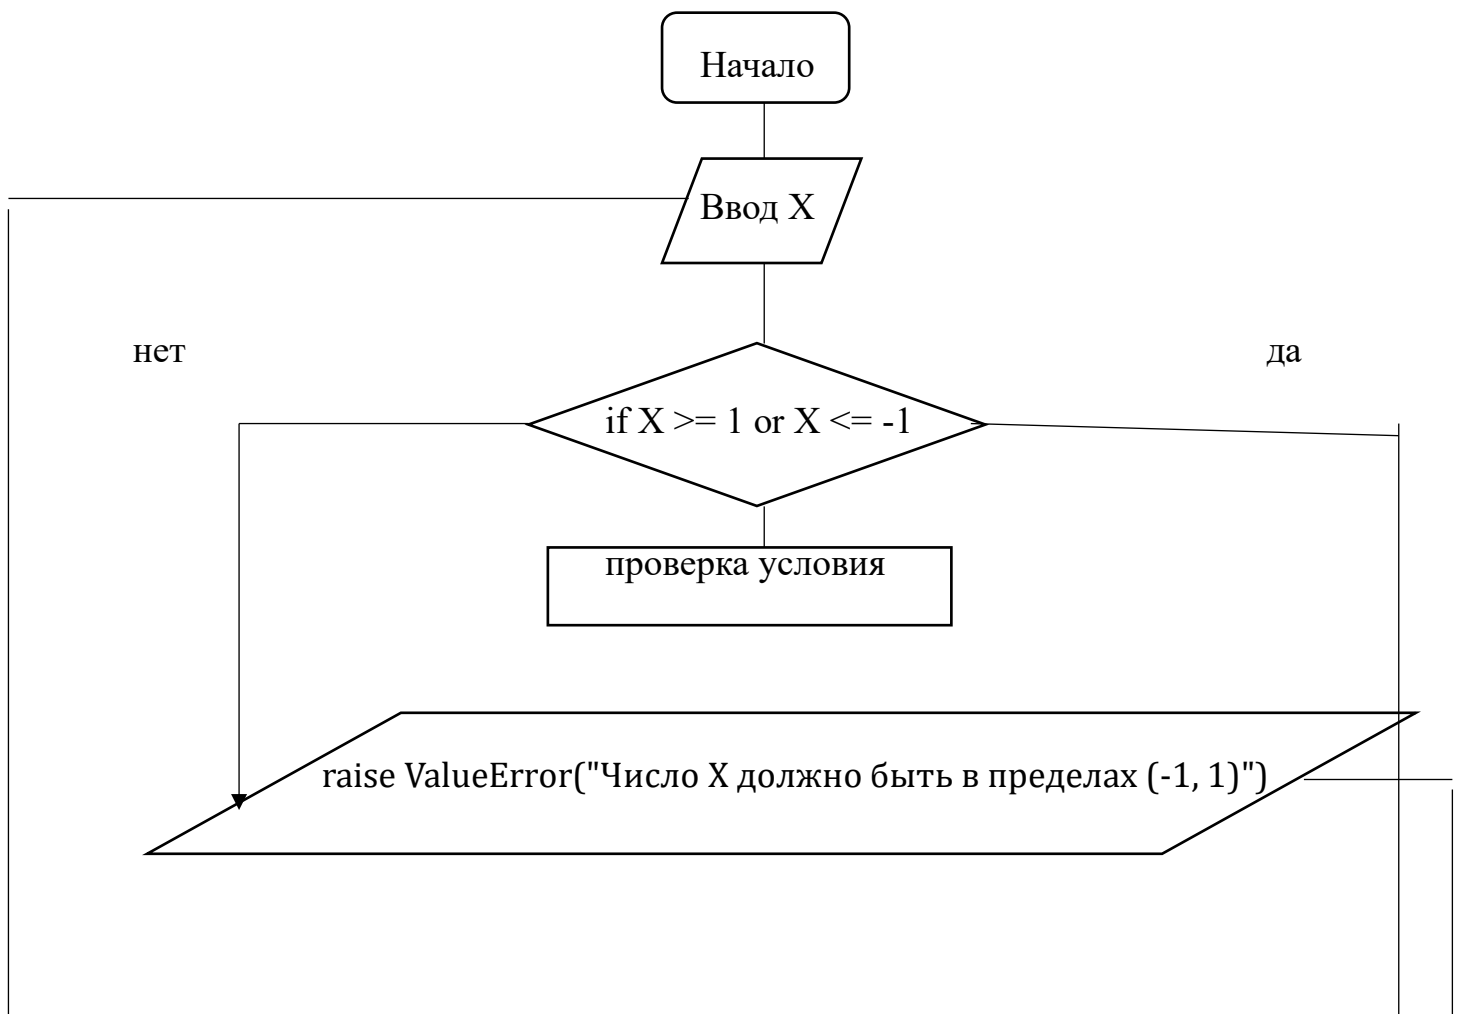 Начало
Ввод X
нет
да
if X >= 1 or X <= -1
проверка условия
raise ValueError("Число X должно быть в пределах (-1, 1)")